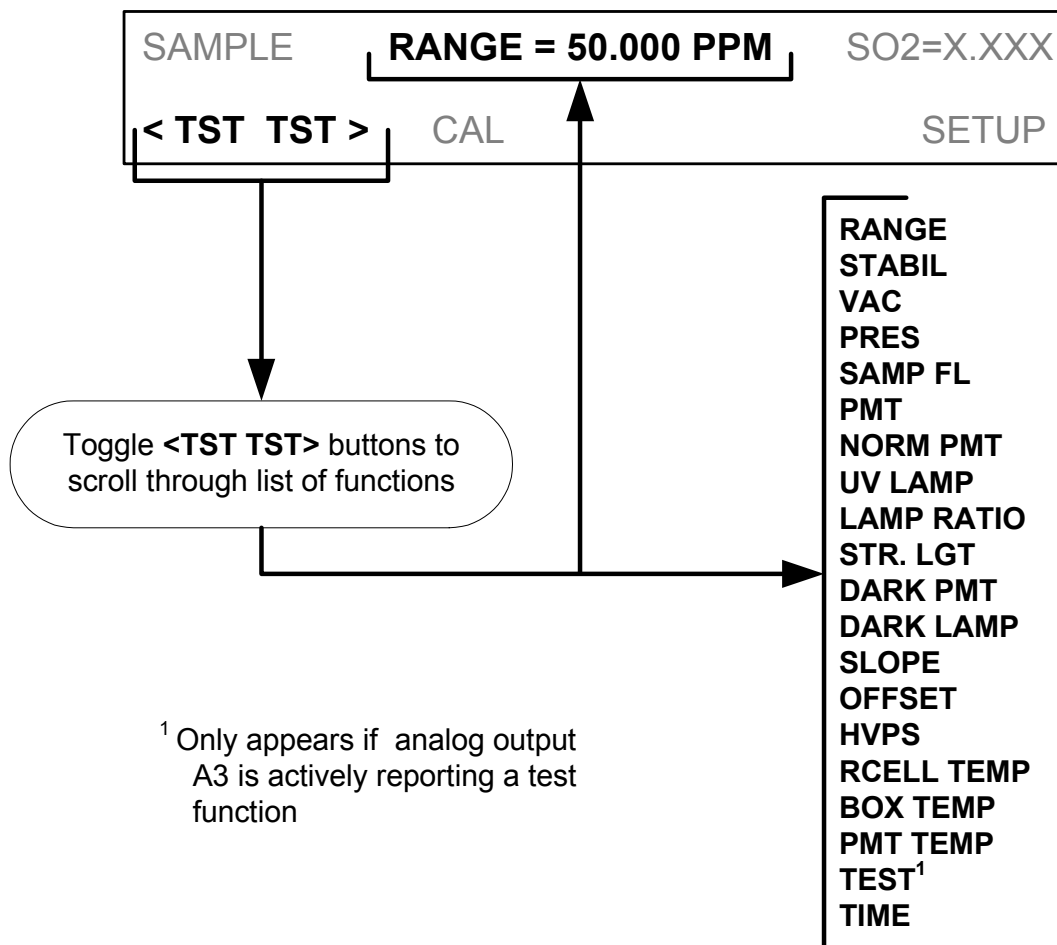 SAMPLE RANGE = 50.000 PPM SO2=X.XXX
< TST TST > CAL SETUP
Toggle <TST TST> buttons to
scroll through list of functions
RANGE
STABIL
VAC
PRES
SAMP FL
PMT
NORM PMT
UV LAMP
LAMP RATIO
STR. LGT
DARK PMT
DARK LAMP
SLOPE
OFFSET
HVPS
RCELL TEMP
BOX TEMP
PMT TEMP
TEST¹
TIME
¹ Only appears if analog output
A3 is actively reporting a test
function